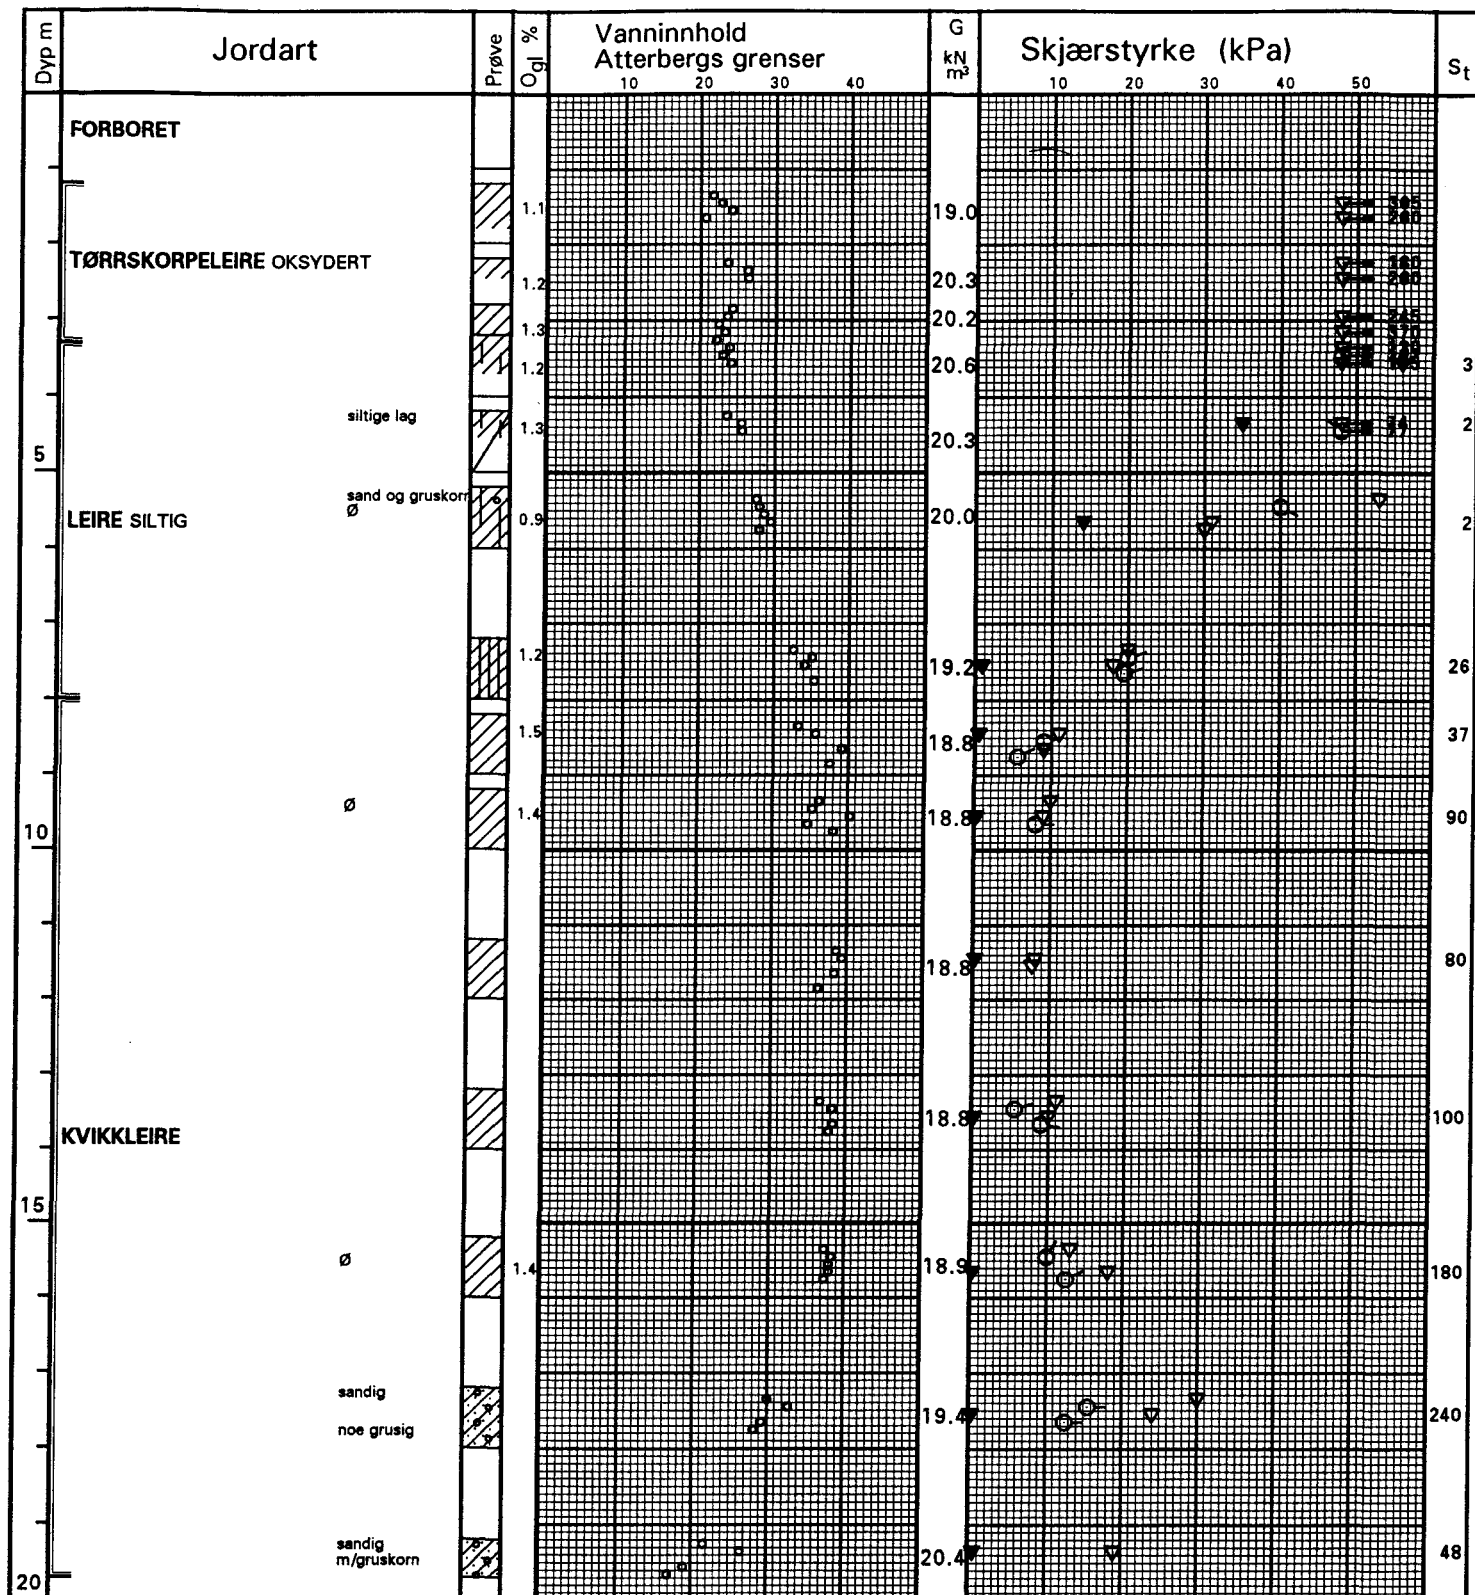 Dyp m
Jordart
Prøve
Ogl %
Vanninnhold
Atterbergs grenser
10 20 30 40
G
kN
m³
Skjærstyrke (kPa)
10 20 30 40 50
St
FORBORET
1.1 19.0
TØRRSKORPELEIRE OKSYDERT
1.2 20.3
1.3 20.2
1.2 20.6 3
siltige lag
1.3 20.3 2
5
sand og gruskorn
Ø
LEIRE SILTIG 0.9 20.0 2
1.2 19.2 26
1.5 18.8 37
Ø
10 1.4 18.8 90
18.8 80
18.8 100
KVIKKLEIRE
15
Ø
1.4 18.9 180
sandig
19.4 240
noe grusig
sandig
m/gruskorn
20.4 48
20